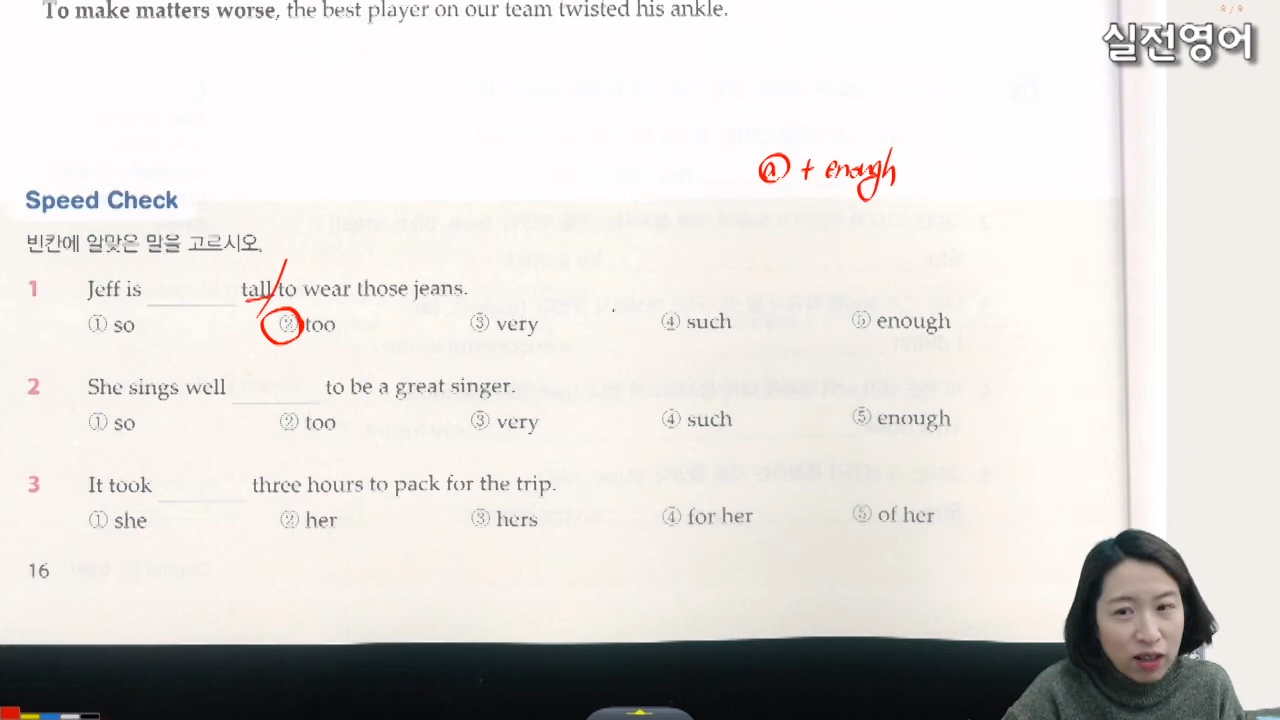 To make matters worse, the best player on our team twisted his ankle.
실전영어
ⓐ + enough
Speed Check
빈칸에 알맞은 말을 고르시오.
1 Jeff is ________ tall to wear those jeans.
① so ② too ③ very ④ such ⑤ enough
2 She sings well ________ to be a great singer.
① so ② too ③ very ④ such ⑤ enough
3 It took ________ three hours to pack for the trip.
① she ② her ③ hers ④ for her ⑤ of her
16